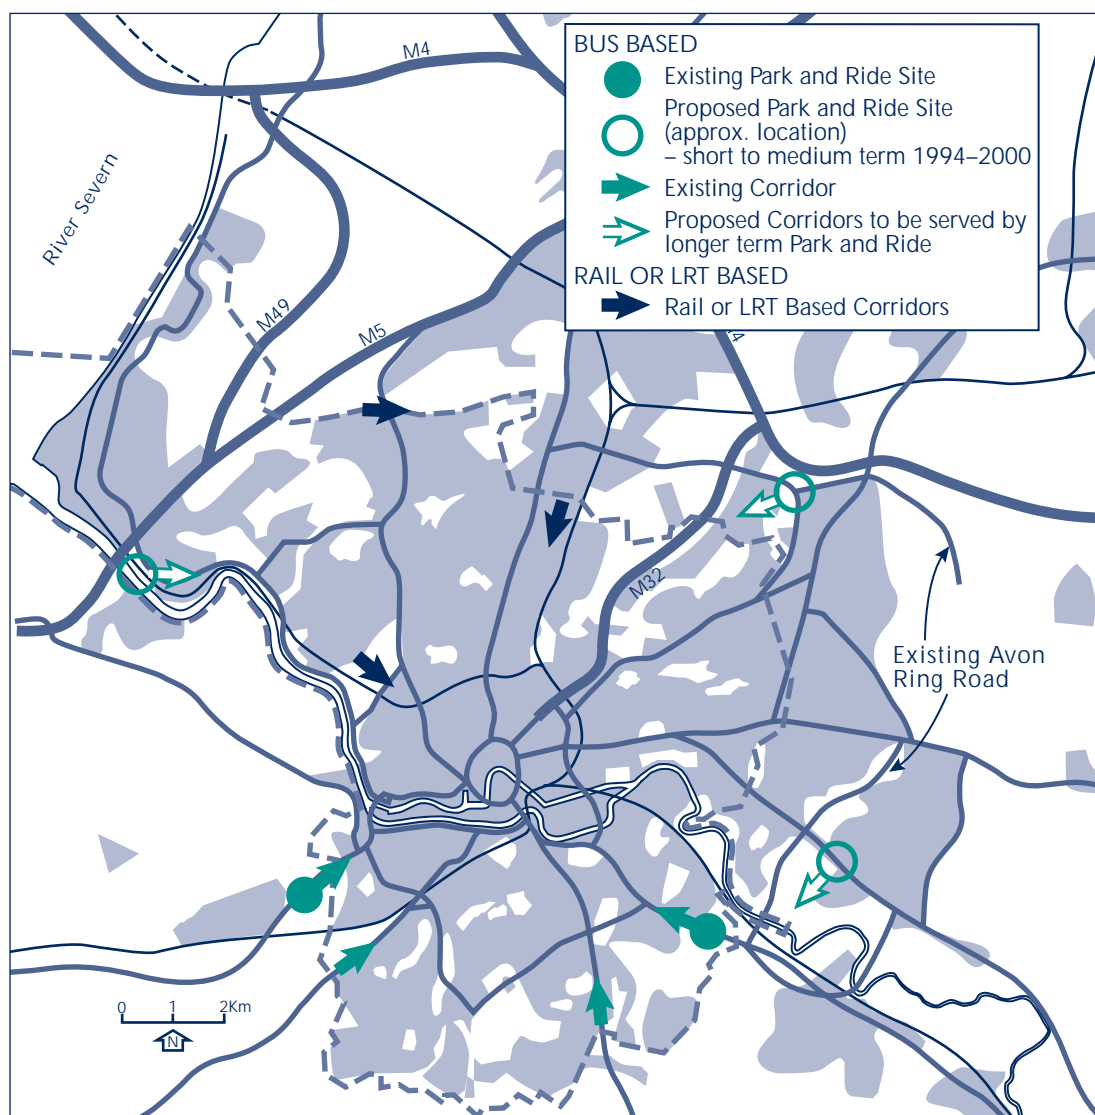 M4
BUS BASED
Existing Park and Ride Site
Proposed Park and Ride Site
(approx. location)
– short to medium term 1994–2000
Existing Corridor
Proposed Corridors to be served by
longer term Park and Ride
RAIL OR LRT BASED
Rail or LRT Based Corridors
River Severn
M49
M5
M32
Existing Avon
Ring Road
0 1 2Km
N